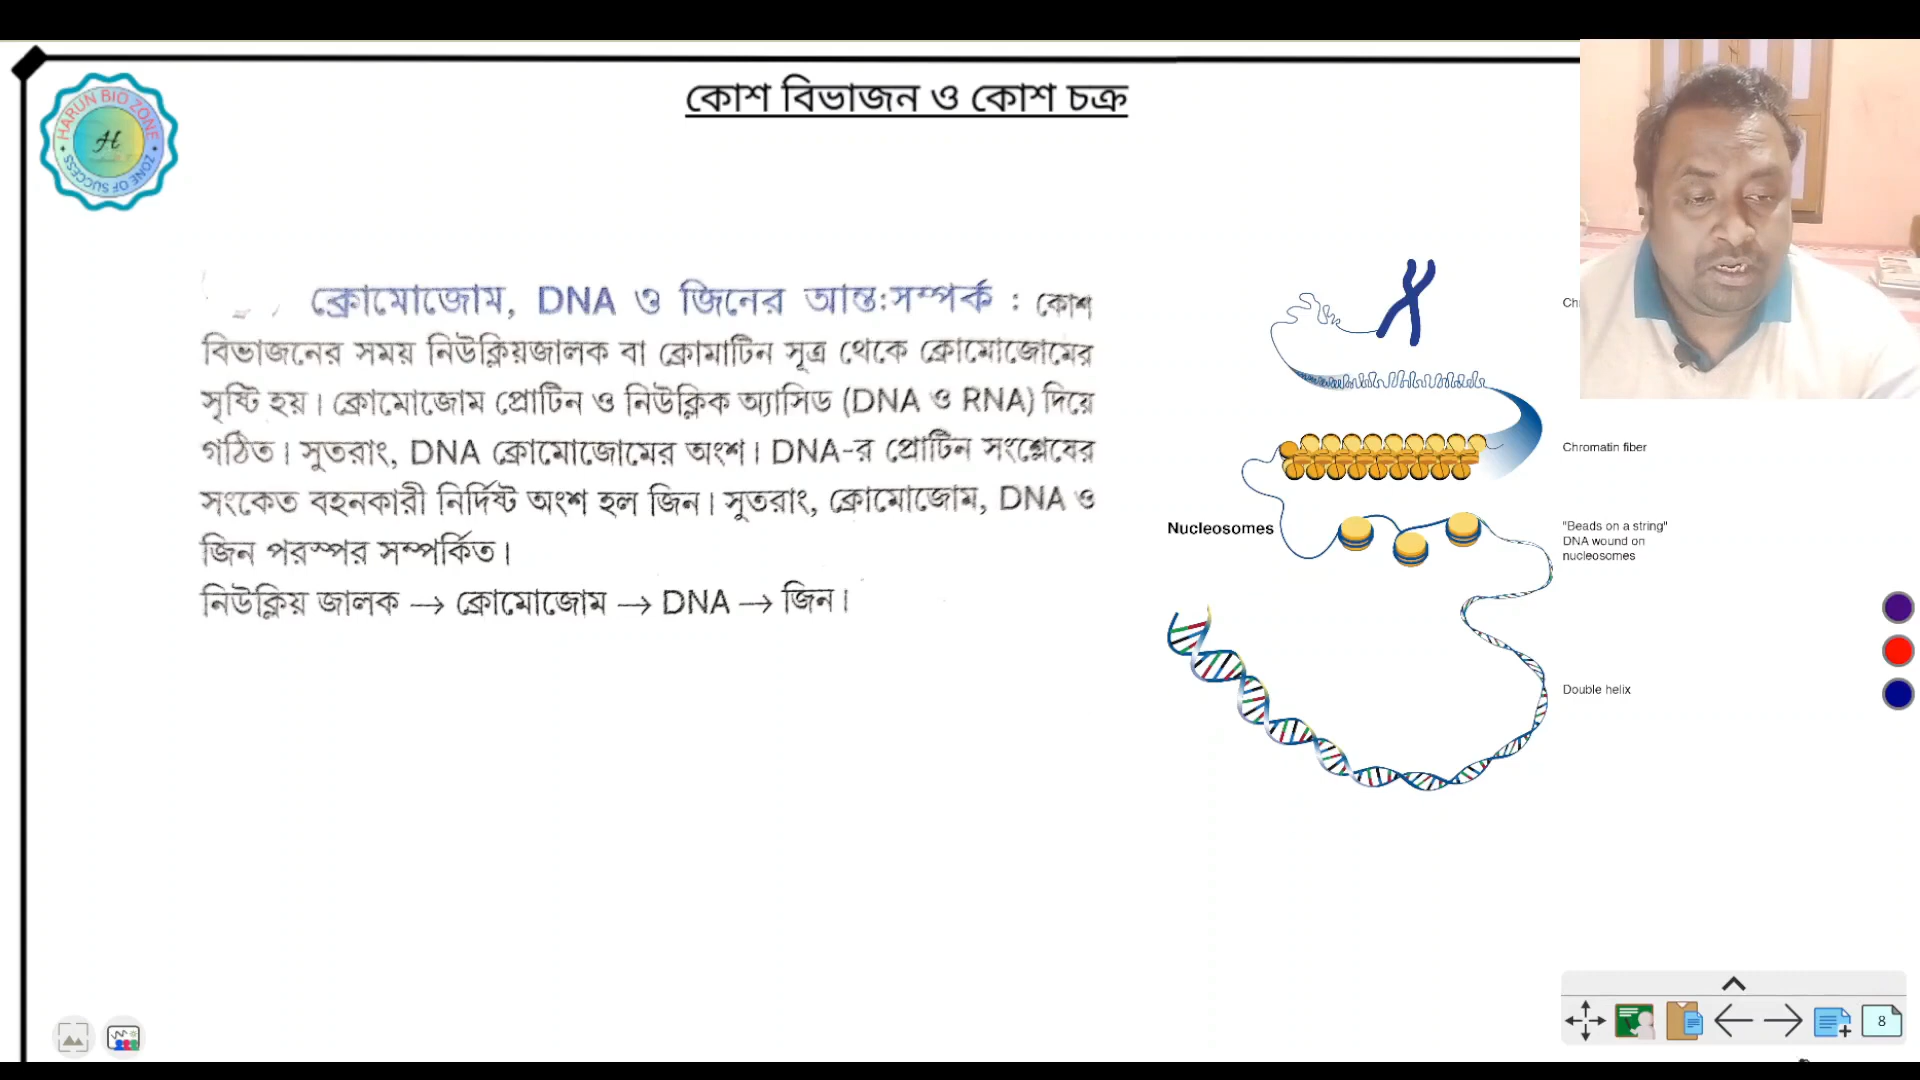 কোশ বিভাজন ও কোশ চক্র
HARUN BIO ZONE
H
ZONE OF SUCCESS
ক্রোমোজোম, DNA ও জিনের আন্ত:সম্পর্ক : কোশ
বিভাজনের সময় নিউক্লিয়জালক বা ক্রোমাটিন সূত্র থেকে ক্রোমোজোমের
সৃষ্টি হয়। ক্রোমোজোম প্রোটিন ও নিউক্লিক অ্যাসিড (DNA ও RNA) দিয়ে
গঠিত। সুতরাং, DNA ক্রোমোজোমের অংশ। DNA-র প্রোটিন সংশ্লেষের
সংকেত বহনকারী নির্দিষ্ট অংশ হল জিন। সুতরাং, ক্রোমোজোম, DNA ও
জিন পরস্পর সম্পর্কিত।
নিউক্লিয় জালক → ক্রোমোজোম → DNA → জিন।
Ch
Chromatin fiber
Nucleosomes
"Beads on a string"
DNA wound on
nucleosomes
Double helix
8